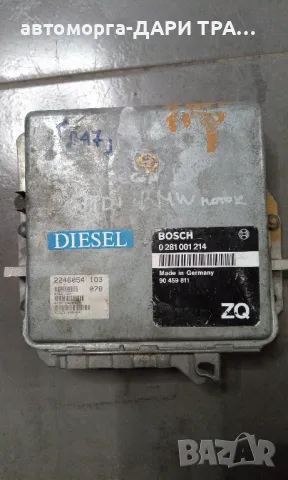 автоморга-ДАРИ ТРА...
DIESEL
BOSCH
0 281 001 214
Made in Germany
90 459 811
ZQ
2246054 103
070
BAZAR